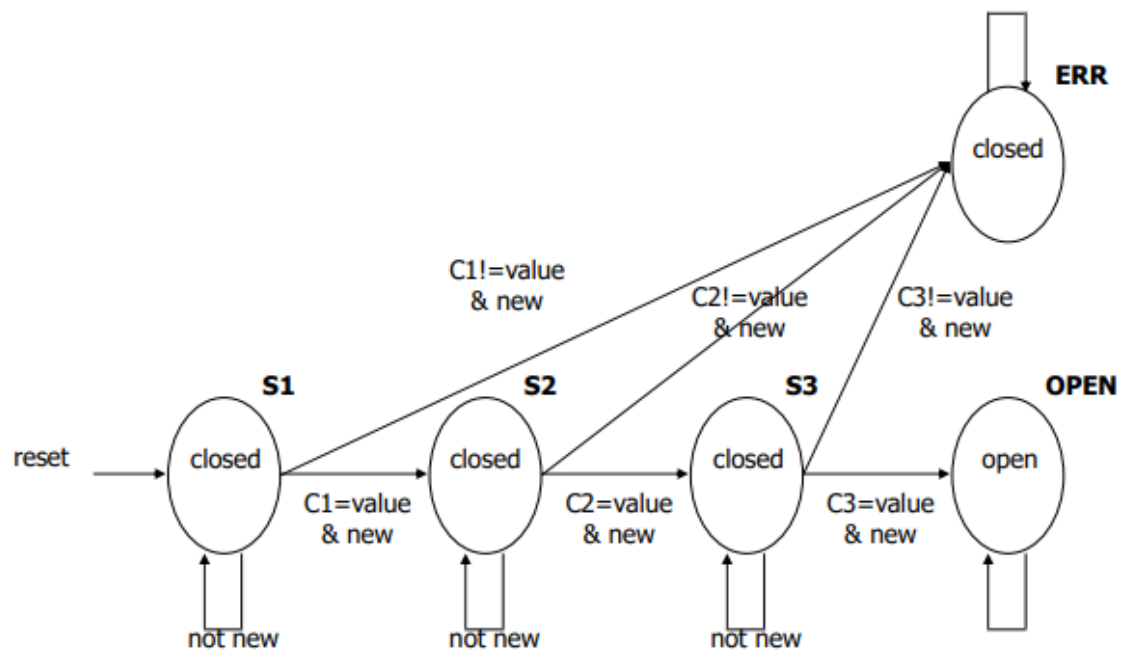 ERR
closed
C1!=value
& new
C2!=value
& new
C3!=value
& new
S1
S2
S3
OPEN
reset
closed
closed
closed
open
C1=value
& new
C2=value
& new
C3=value
& new
not new
not new
not new